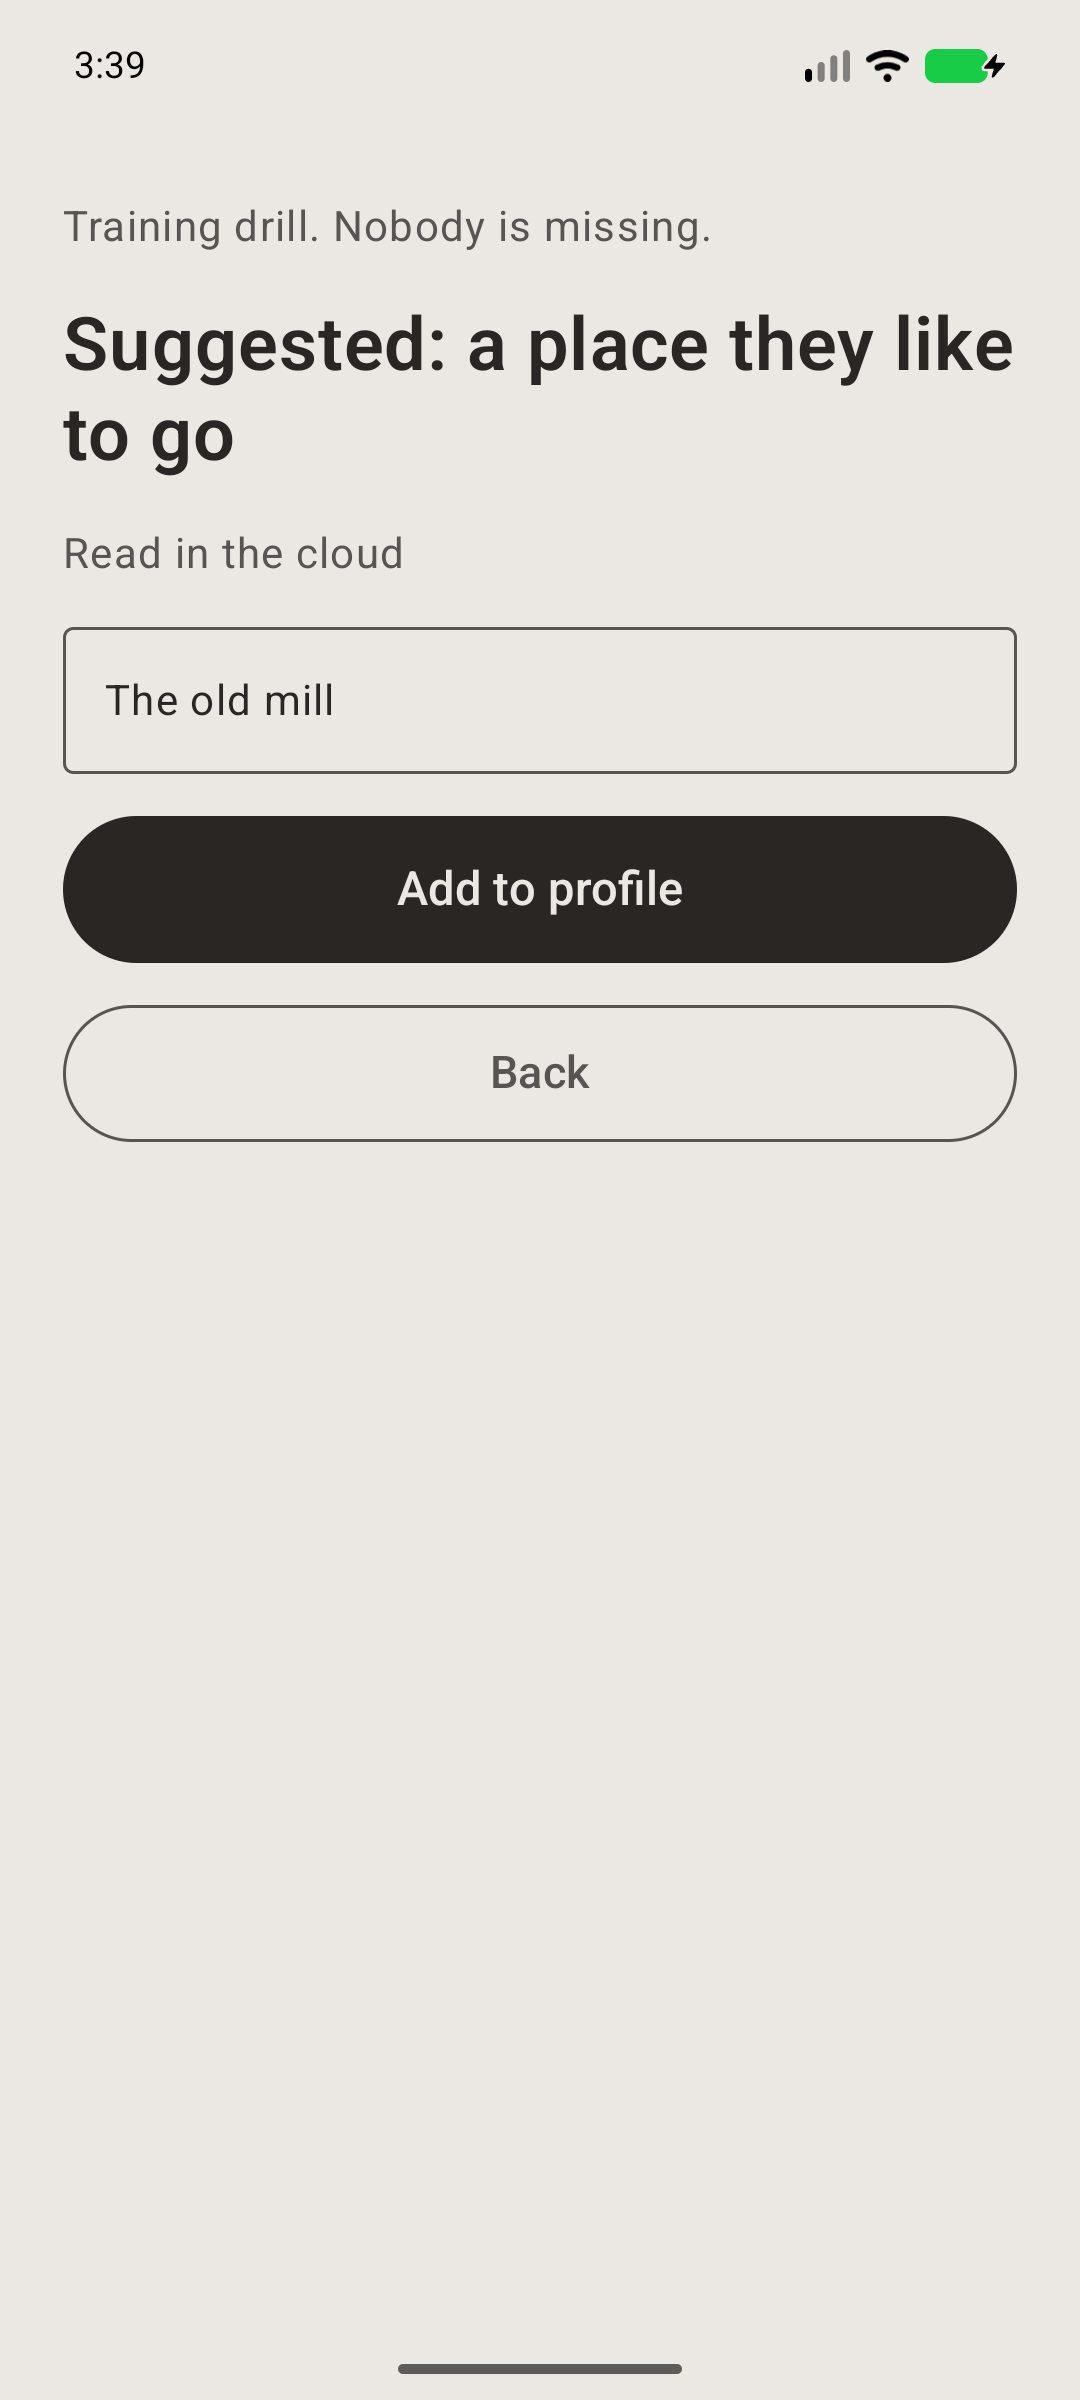 3:39
Training drill. Nobody is missing.
Suggested: a place they like
to go
Read in the cloud
The old mill
Add to profile
Back